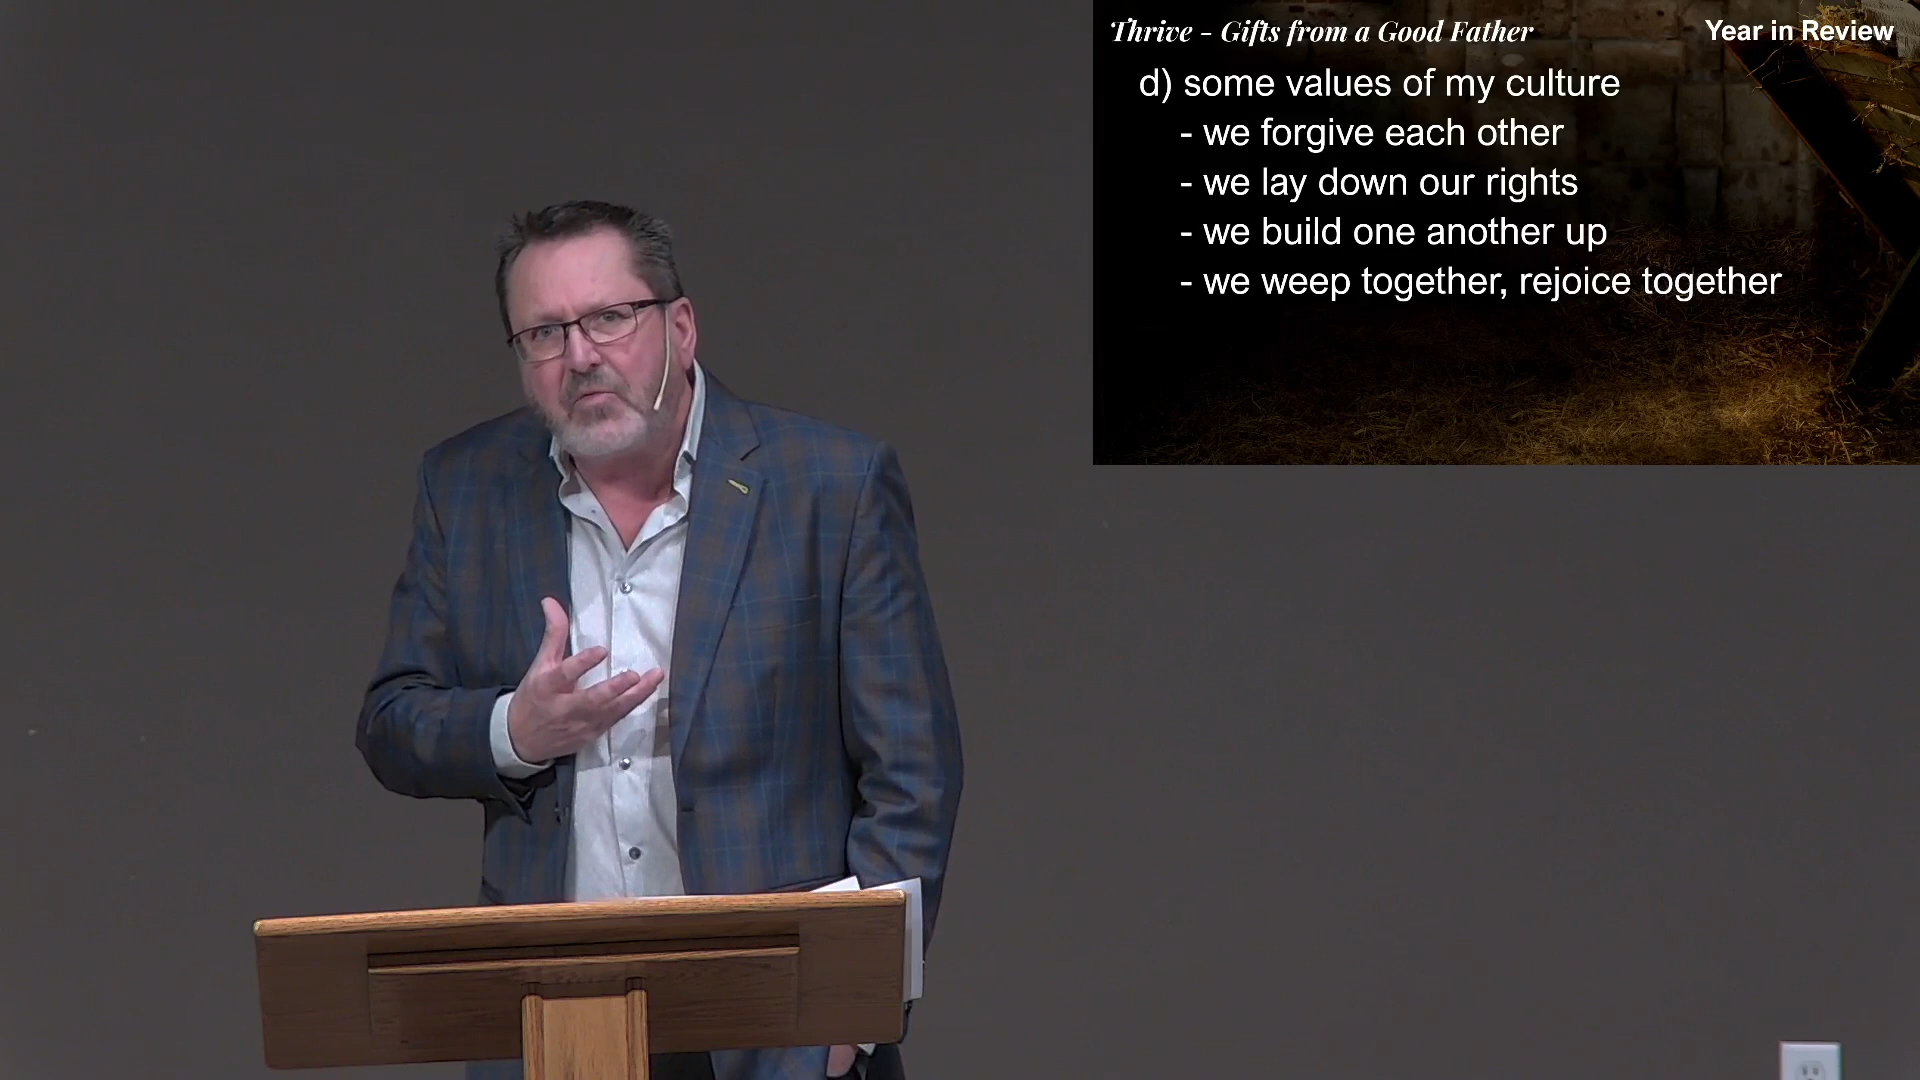 Thrive - Gifts from a Good Father
Year in Review
d) some values of my culture
- we forgive each other
- we lay down our rights
- we build one another up
- we weep together, rejoice together